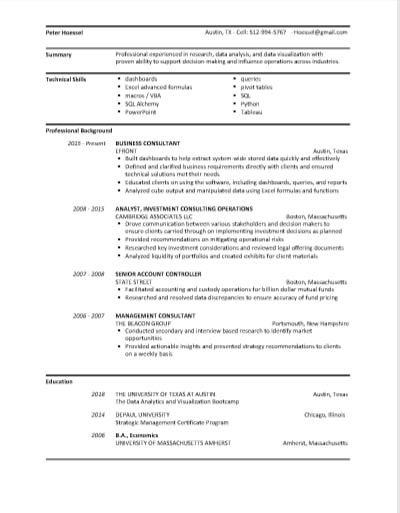 Peter Hoessel Austin, TX - Cell: 512-994-5767 - Hoessel@gmail.com
Summary Professional experienced in research, data analysis, and data visualization with
proven ability to support decision-making and influence operations across industries.
Technical Skills • dashboards • queries
• Excel advanced formulas • pivot tables
• macros / VBA • SQL
• SQL Alchemy • Python
• PowerPoint • Tableau
Professional Background
2015 - Present BUSINESS CONSULTANT
EFRONT Austin, Texas
• Built dashboards to help extract system-wide stored data quickly and effectively
• Defined and clarified business requirements directly with clients and ensured
technical solutions met their needs
• Educated clients on using the software, including dashboards, queries, and reports
• Analyzed cube output and manipulated data using Excel formulas and functions
2008 - 2015 ANALYST, INVESTMENT CONSULTING OPERATIONS
CAMBRIDGE ASSOCIATES LLC Boston, Massachusetts
• Drove communication between various stakeholders and decision makers to
ensure clients carried through on implementing investment decisions as planned
• Provided recommendations on mitigating operational risks
• Researched key investment considerations and reviewed legal offering documents
• Analyzed liquidity of portfolios and created exhibits for client materials
2007 - 2008 SENIOR ACCOUNT CONTROLLER
STATE STREET Boston, Massachusetts
• Facilitated accounting and custody operations for billion dollar mutual funds
• Researched and resolved data discrepancies to ensure accuracy of fund pricing
2006 - 2007 MANAGEMENT CONSULTANT
THE BEACON GROUP Portsmouth, New Hampshire
• Conducted secondary and interview based research to identify market
opportunities
• Provided actionable insights and presented strategy recommendations to clients
on a weekly basis
Education
2018 THE UNIVERSITY OF TEXAS AT AUSTIN Austin, Texas
The Data Analytics and Visualization Bootcamp
2014 DEPAUL UNIVERSITY Chicago, Illinois
Strategic Management Certificate Program
2006 B.A., Economics
UNIVERSITY OF MASSACHUSETTS AMHERST Amherst, Massachusetts